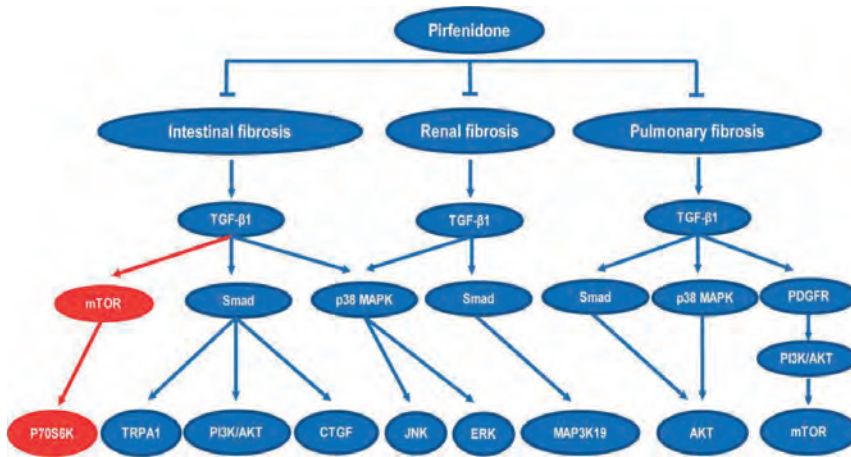 Pirfenidone
Intestinal fibrosis
Renal fibrosis
Pulmonary fibrosis
TGF-β1
TGF-β1
TGF-β1
mTOR
Smad
p38 MAPK
Smad
Smad
p38 MAPK
PDGFR
PI3K/AKT
P70S6K
TRPA1
PI3K/AKT
CTGF
JNK
ERK
MAP3K19
AKT
mTOR